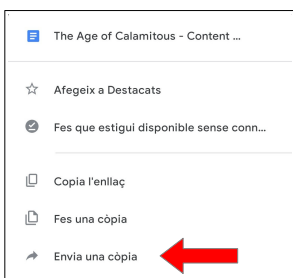 The Age of Calamitous - Content ...
Afegeix a Destacats
Fes que estigui disponible sense conn...
Copia l'enllaç
Fes una còpia
Envia una còpia